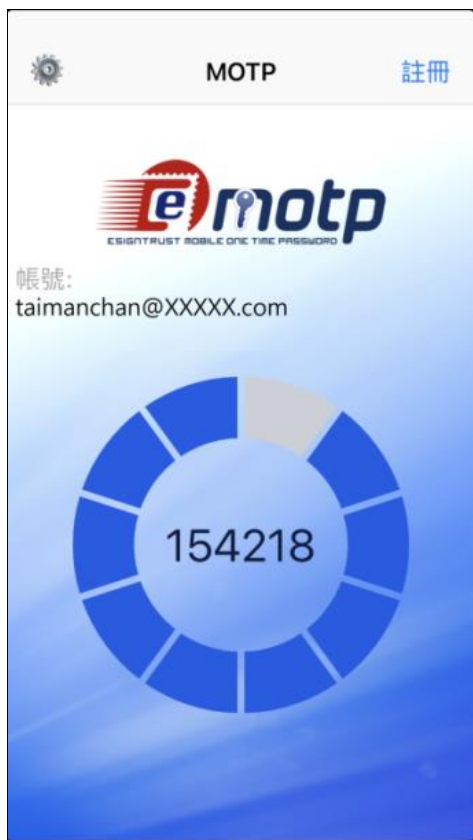 MOTP
註冊
e motp
ESIGNTRUST MOBILE ONE TIME PASSWORD
帳號:
taimanchan@XXXXX.com
154218